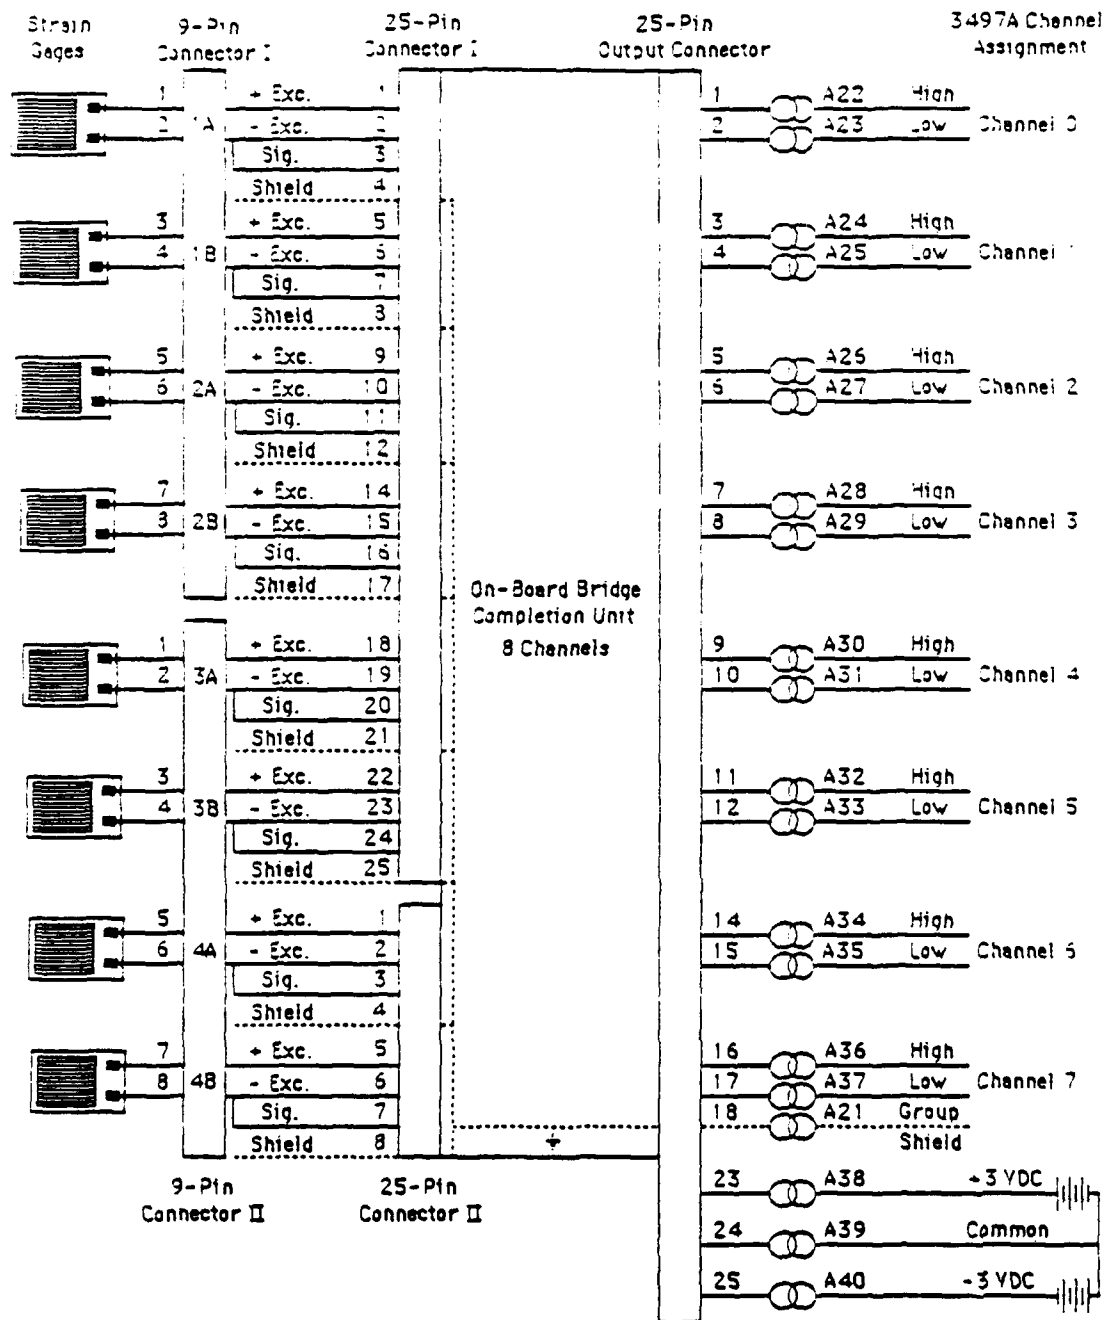 Strain Gages
9-Pin Connector I
25-Pin Connector I
25-Pin Output Connector
3497A Channel Assignment
1 + Exc. 1 1 A22 High
2 1A - Exc. 2 2 A23 Low Channel 0
Sig. 3
Shield 4
3 + Exc. 5 3 A24 High
4 1B - Exc. 6 4 A25 Low Channel 1
Sig. 7
Shield 8
5 + Exc. 9 5 A26 High
6 2A - Exc. 10 6 A27 Low Channel 2
Sig. 11
Shield 12
7 + Exc. 14 7 A28 High
8 2B - Exc. 15 8 A29 Low Channel 3
Sig. 16
Shield 17
On-Board Bridge
Completion Unit
8 Channels
1 + Exc. 18 9 A30 High
2 3A - Exc. 19 10 A31 Low Channel 4
Sig. 20
Shield 21
3 + Exc. 22 11 A32 High
4 3B - Exc. 23 12 A33 Low Channel 5
Sig. 24
Shield 25
5 + Exc. 1 14 A34 High
6 4A - Exc. 2 15 A35 Low Channel 6
Sig. 3
Shield 4
7 + Exc. 5 16 A36 High
8 4B - Exc. 6 17 A37 Low Channel 7
Sig. 7 18 A21 Group
Shield 8 Shield
9-Pin Connector II
25-Pin Connector II
23 A38 +3 VDC
24 A39 Common
25 A40 -3 VDC